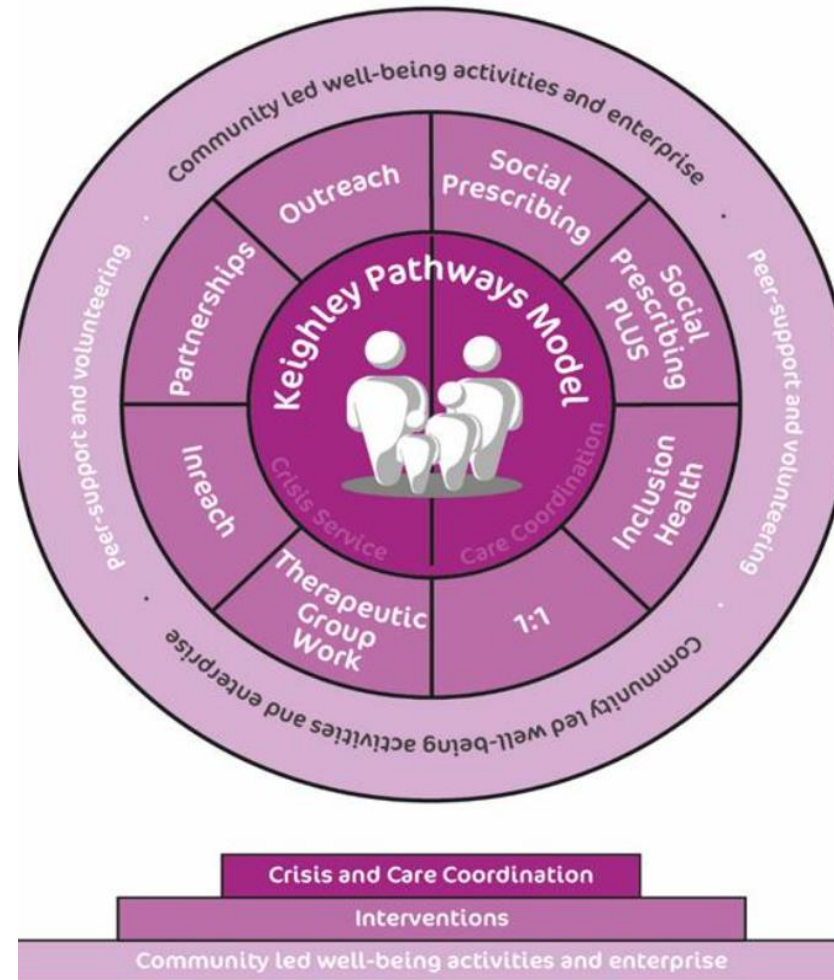 Community led well-being activities and enterprise
Peer-support and volunteering
Peer-support and volunteering
Outreach
Social
Prescribing
Partnerships
Social
Prescribing
PLUS
Keighley Pathways Model
Crisis Service
Care Coordination
Inreach
Inclusion
Health
Therapeutic
Group
Work
1:1
Community led well-being activities and enterprise
Crisis and Care Coordination
Interventions
Community led well-being activities and enterprise